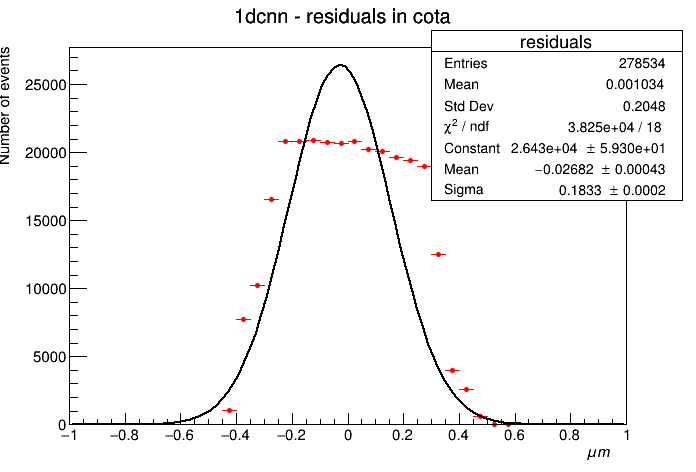 1dcnn - residuals in cota
residuals
Entries 278534
Mean 0.001034
Std Dev 0.2048
χ² / ndf 3.825e+04 / 18
Constant 2.643e+04 ± 5.930e+01
Mean −0.02682 ± 0.00043
Sigma 0.1833 ± 0.0002
Number of events
25000
20000
15000
10000
5000
0
−1 −0.8 −0.6 −0.4 −0.2 0 0.2 0.4 0.6 0.8 1
μm